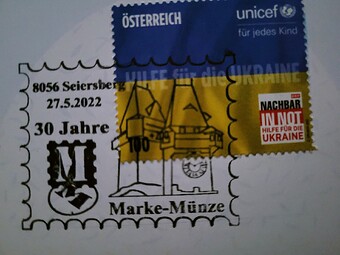 ÖSTERREICH
unicef
für jedes Kind
HILFE für die UKRAINE
NACHBAR
IN NOT
HILFE FÜR DIE
UKRAINE
100
8056 Seiersberg
27.5.2022
30 Jahre
M
Marke-Münze